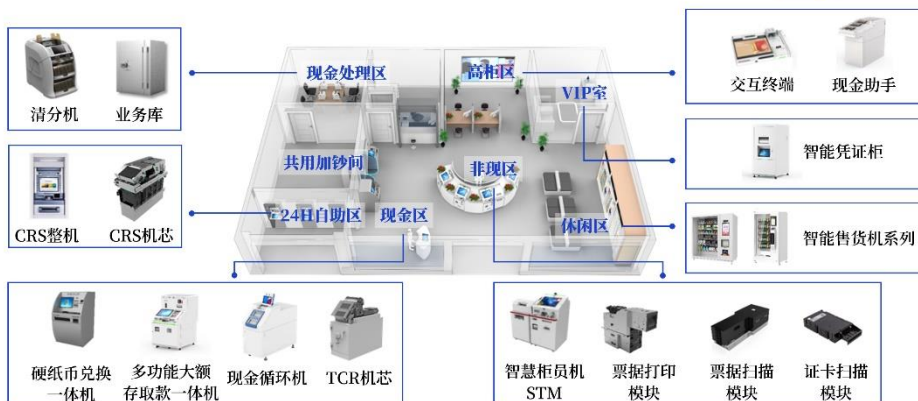 现金处理区
高柜区
VIP室
共用加钞间
非现区
24H自助区
现金区
休闲区
清分机
业务库
交互终端
现金助手
智能凭证柜
CRS整机
CRS机芯
智能售货机系列
硬纸币兑换
一体机
多功能大额
存取款一体机
现金循环机
TCR机芯
智慧柜员机
STM
票据打印
模块
票据扫描
模块
证卡扫描
模块